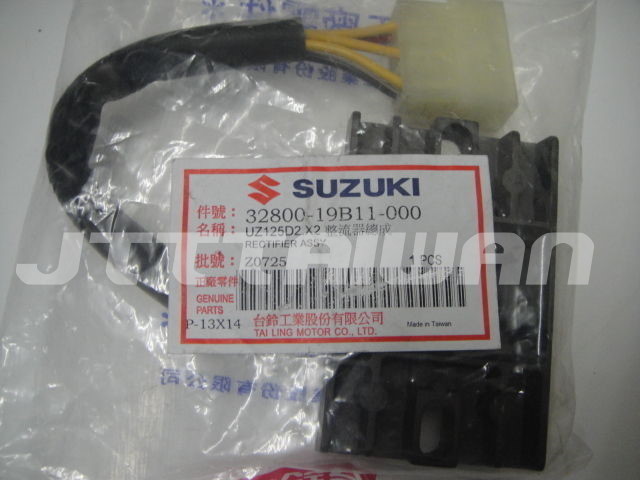 SUZUKI
件號： 32800-19B11-000
名稱： UZ125D2 X2 整流器總成
RECTIFIER ASSY
批號： Z0725 1 PCS
正廠零件
GENUINE
PARTS
P-13X14
台鈴工業股份有限公司
TAI LING MOTOR CO., LTD.
Made in Taiwan
JTC TAIWAN